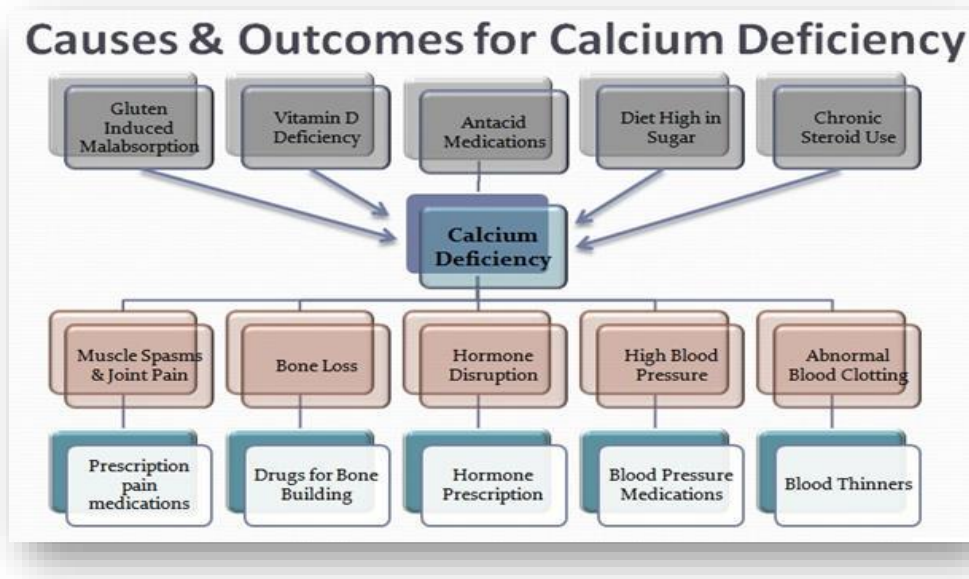 Causes & Outcomes for Calcium Deficiency
Gluten
Induced
Malabsorption
Vitamin D
Deficiency
Antacid
Medications
Diet High in
Sugar
Chronic
Steroid Use
Calcium
Deficiency
Muscle Spasms
& Joint Pain
Bone Loss
Hormone
Disruption
High Blood
Pressure
Abnormal
Blood Clotting
Prescription
pain
medications
Drugs for Bone
Building
Hormone
Prescription
Blood Pressure
Medications
Blood Thinners